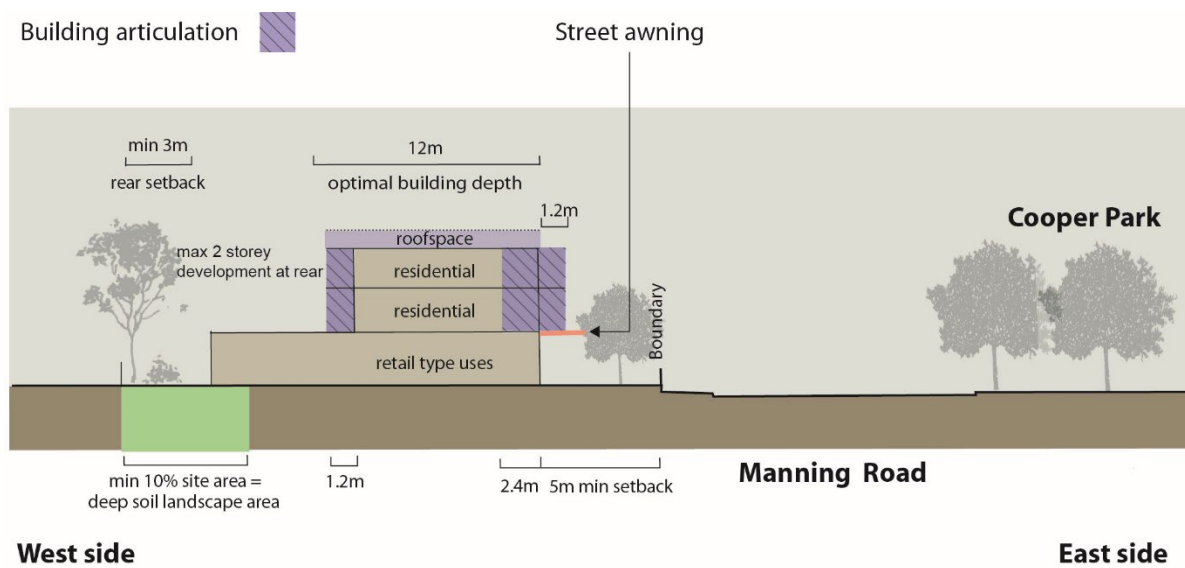 Building articulation
Street awning
min 3m
rear setback
12m
optimal building depth
1.2m
Cooper Park
max 2 storey
development at rear
roofspace
residential
residential
retail type uses
Boundary
min 10% site area =
deep soil landscape area
1.2m
2.4m
5m min setback
Manning Road
West side
East side